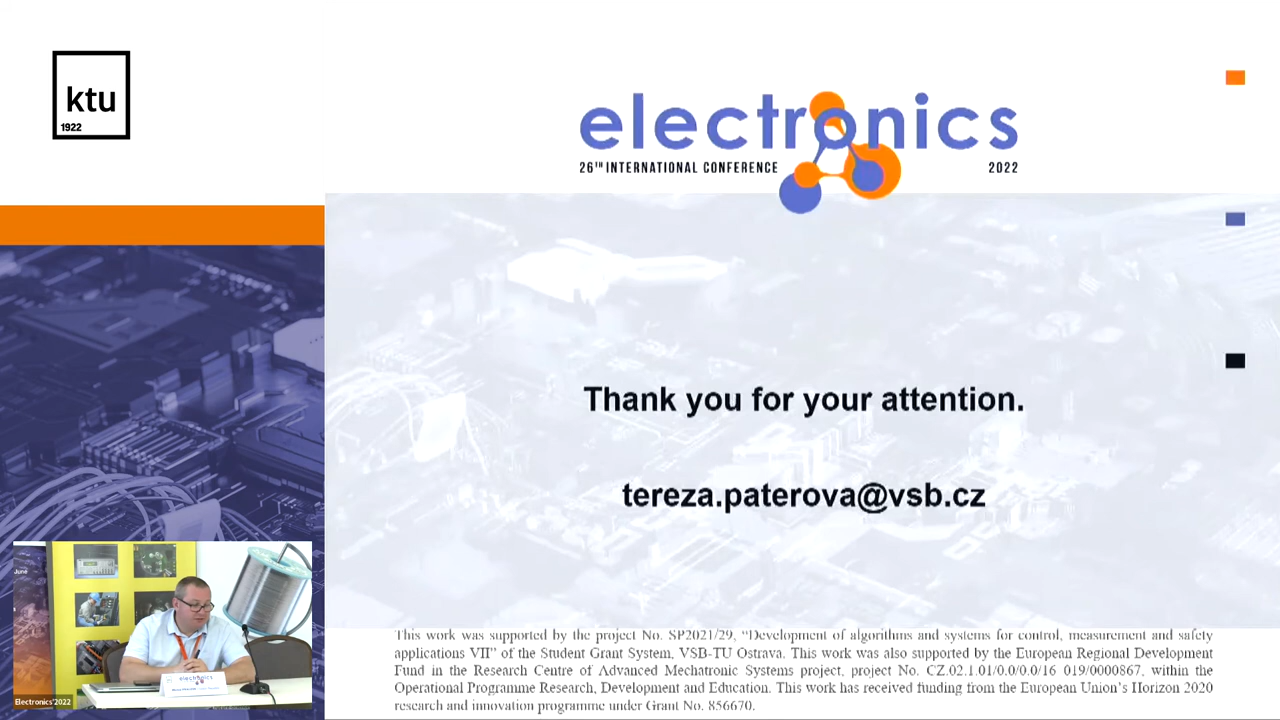 ktu
1922
electronics
26TH INTERNATIONAL CONFERENCE 2022
Thank you for your attention.
tereza.paterova@vsb.cz
This work was supported by the project No. SP2021/29, “Development of algorithms and systems for control, measurement and safety
applications VII” of the Student Grant System, VSB-TU Ostrava. This work was also supported by the European Regional Development
Fund in the Research Centre of Advanced Mechatronic Systems project, project No. CZ.02.1.01/0.0/0.0/16_019/0000867, within the
Operational Programme Research, Development and Education. This work has received funding from the European Union’s Horizon 2020
research and innovation programme under Grant No. 856670.
June
electronics
Electronics'2022